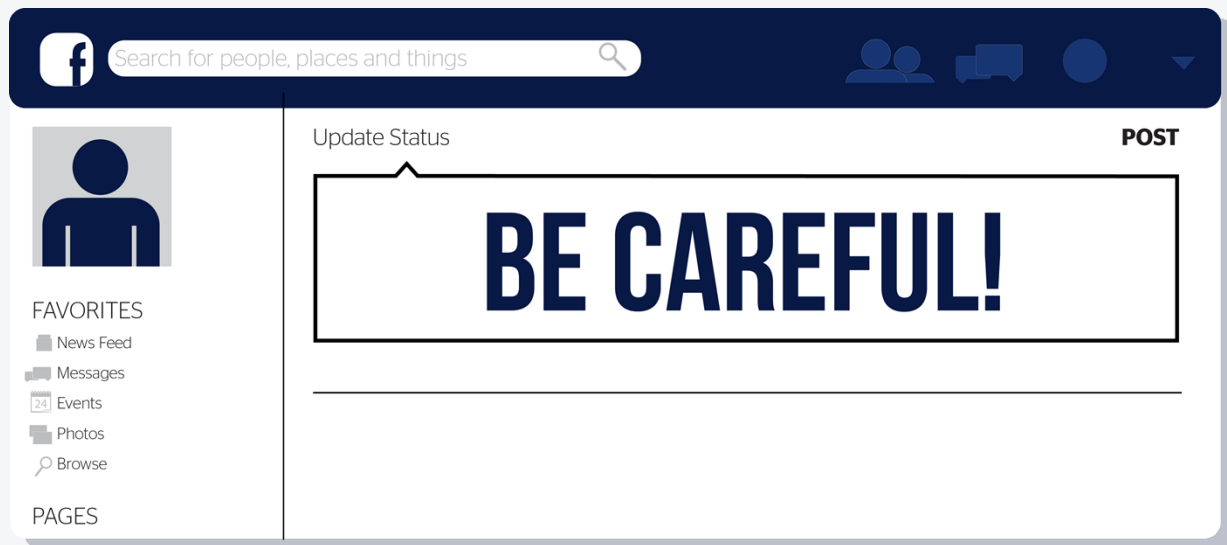 f
Search for people, places and things
Update Status
POST
BE CAREFUL!
FAVORITES
News Feed
Messages
24
Events
Photos
Browse
PAGES